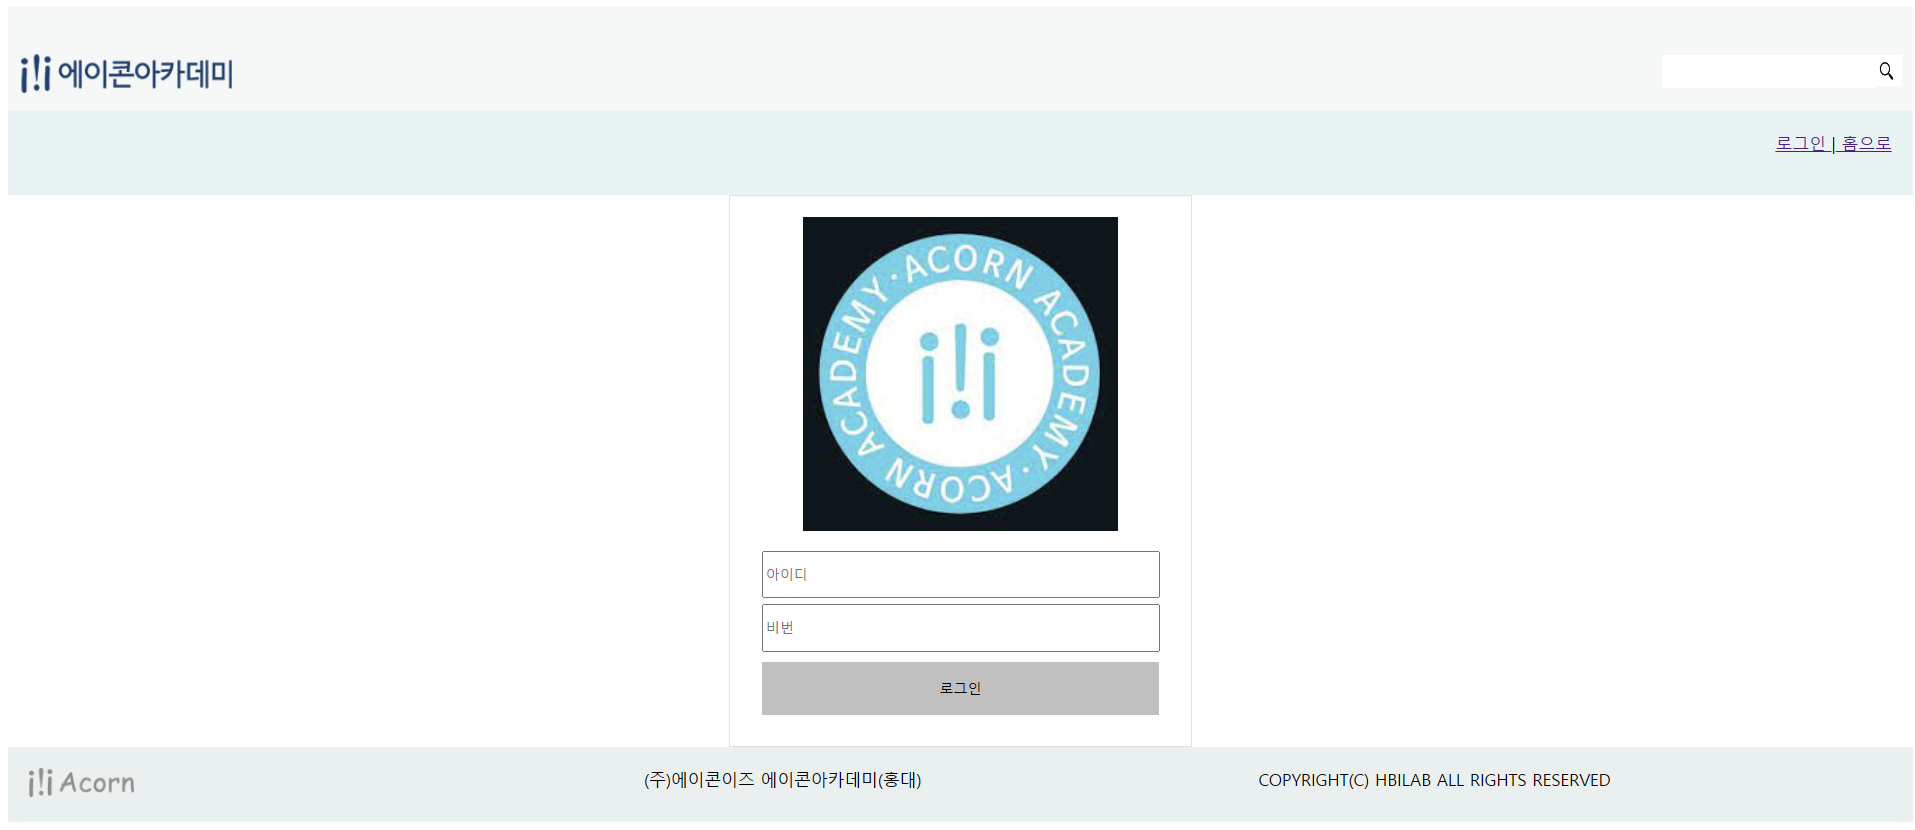 에이콘아카데미
로그인 | 홈으로
ACORN ACADEMY · ACORN ACADEMY ·
아이디
비번
로그인
Acorn
(주)에이콘이즈 에이콘아카데미(홍대)
COPYRIGHT(C) HBILAB ALL RIGHTS RESERVED